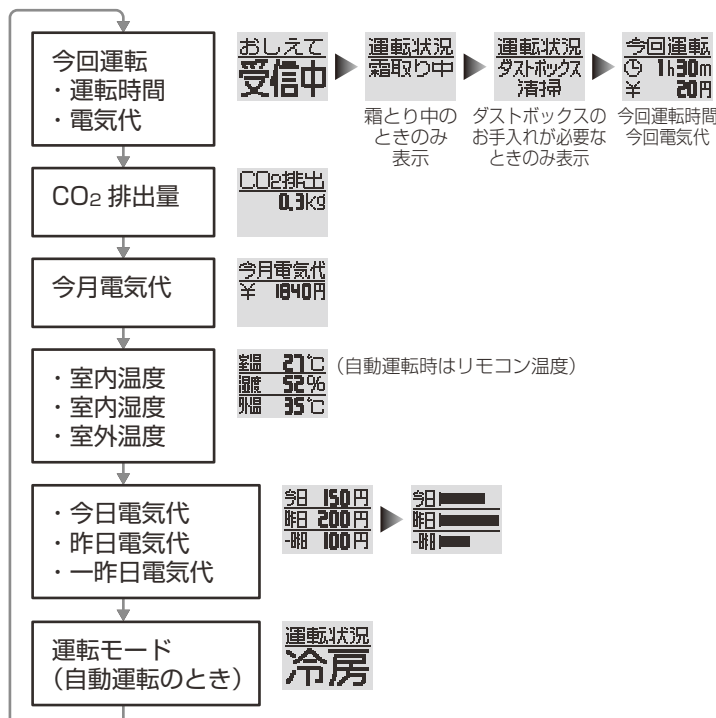 今回運転
・運転時間
・電気代
おしえて
受信中
運転状況
霜取り中
運転状況
ダストボックス
清掃
今回運転
1h30m
¥ 20円
霜とり中の
ときのみ
表示
ダストボックスの
お手入れが必要な
ときのみ表示
今回運転時間
今回電気代
CO2 排出量
CO2排出
0.3kg
今月電気代
今月電気代
¥ 1840円
・室内温度
・室内湿度
・室外温度
室温 27℃
湿度 52%
外温 35℃
(自動運転時はリモコン温度)
・今日電気代
・昨日電気代
・一昨日電気代
今日 150円
昨日 200円
一昨日 100円
今日
昨日
一昨日
運転モード
(自動運転のとき)
運転状況
冷房